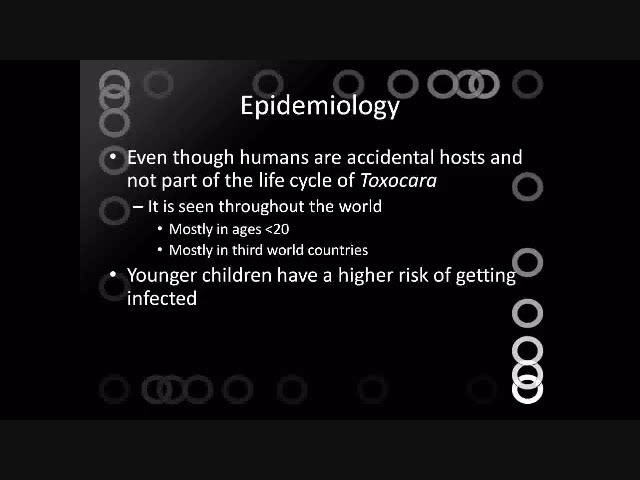 Epidemiology
• Even though humans are accidental hosts and
not part of the life cycle of Toxocara
– It is seen throughout the world
• Mostly in ages <20
• Mostly in third world countries
• Younger children have a higher risk of getting
infected